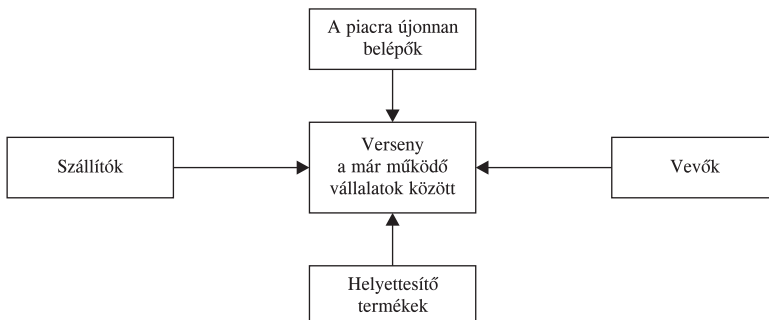 A piacra újonnan
belépők
Szállítók
Verseny
a már működő
vállalatok között
Vevők
Helyettesítő
termékek